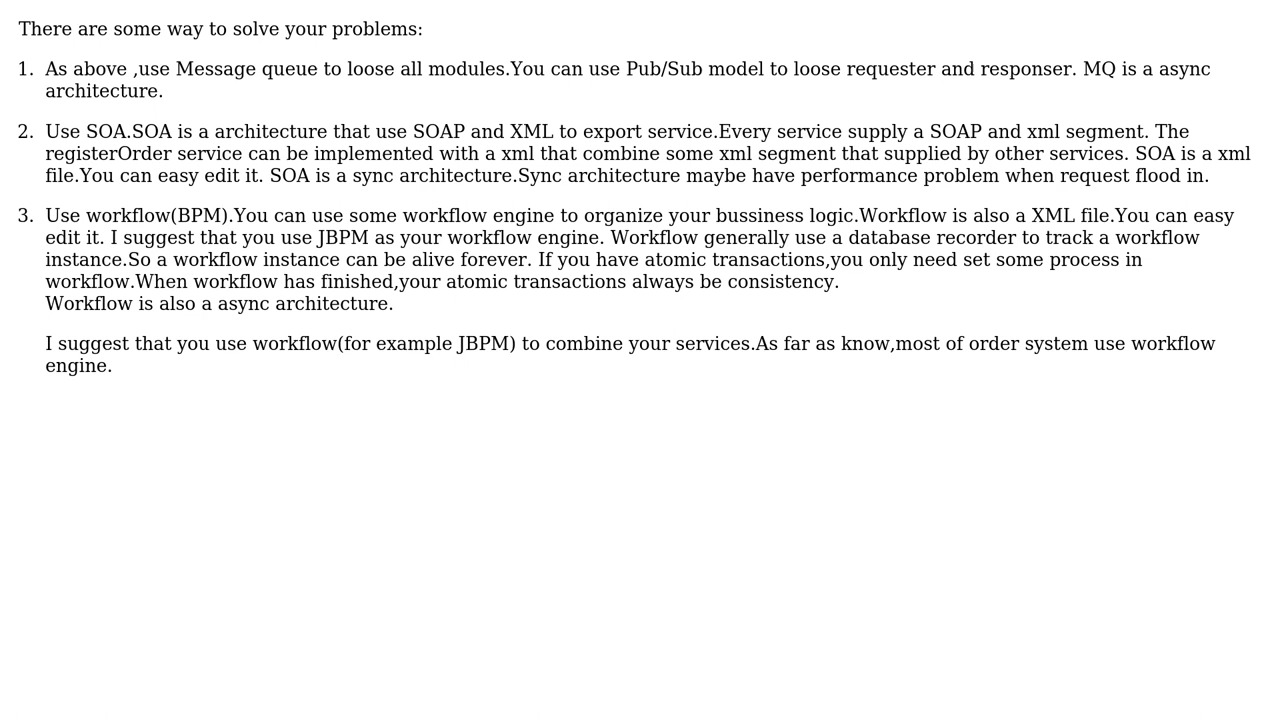 There are some way to solve your problems:
1. As above ,use Message queue to loose all modules.You can use Pub/Sub model to loose requester and responser. MQ is a async
architecture.
2. Use SOA.SOA is a architecture that use SOAP and XML to export service.Every service supply a SOAP and xml segment. The
registerOrder service can be implemented with a xml that combine some xml segment that supplied by other services. SOA is a xml
file.You can easy edit it. SOA is a sync architecture.Sync architecture maybe have performance problem when request flood in.
3. Use workflow(BPM).You can use some workflow engine to organize your bussiness logic.Workflow is also a XML file.You can easy
edit it. I suggest that you use JBPM as your workflow engine. Workflow generally use a database recorder to track a workflow
instance.So a workflow instance can be alive forever. If you have atomic transactions,you only need set some process in
workflow.When workflow has finished,your atomic transactions always be consistency.
Workflow is also a async architecture.
I suggest that you use workflow(for example JBPM) to combine your services.As far as know,most of order system use workflow
engine.